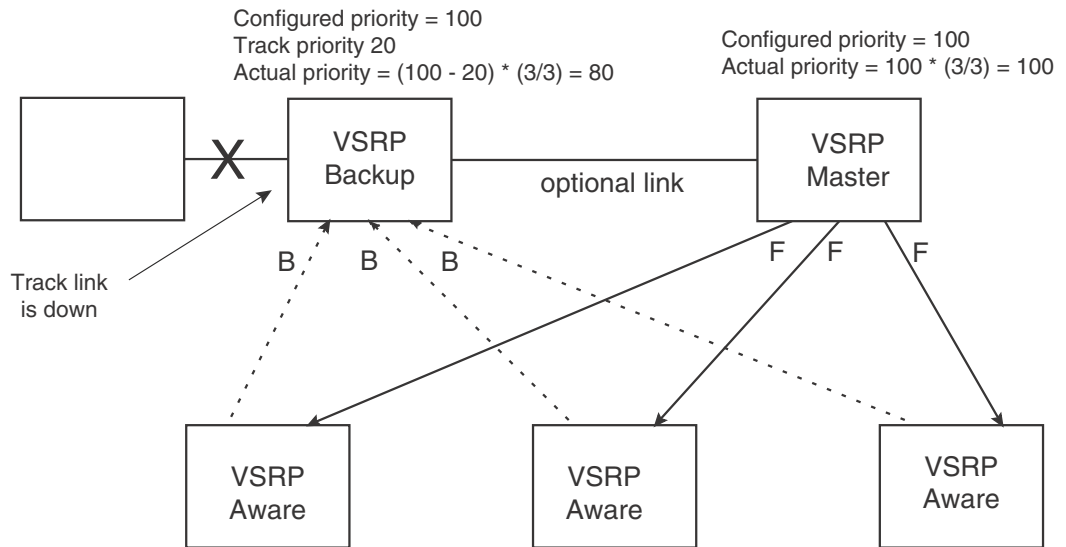 Configured priority = 100
Track priority 20
Actual priority = (100 - 20) * (3/3) = 80
Configured priority = 100
Actual priority = 100 * (3/3) = 100
X
VSRP
Backup
optional link
VSRP
Master
Track link
is down
B
B
B
F
F
F
VSRP
Aware
VSRP
Aware
VSRP
Aware